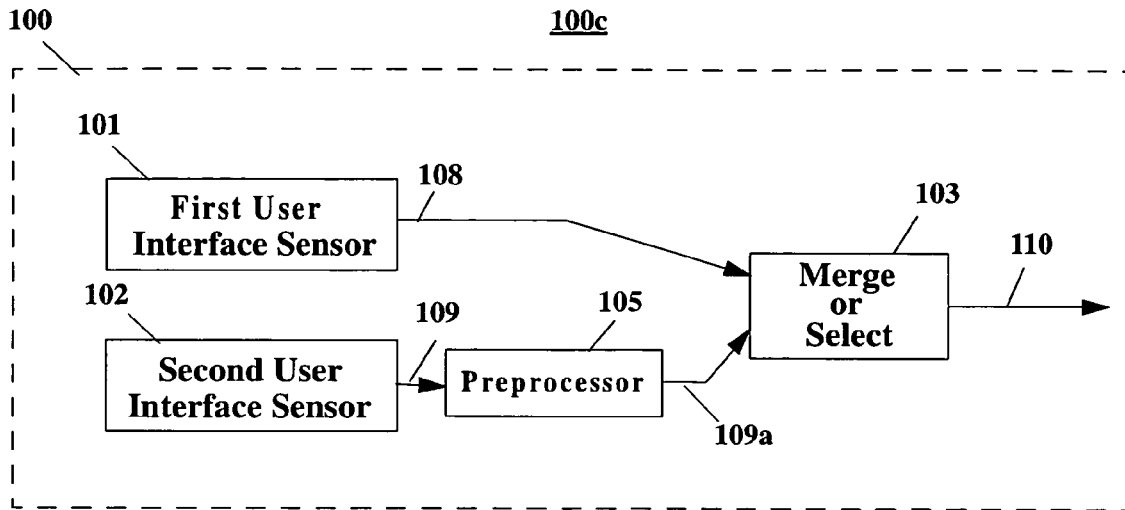 100
100c
101
First User
Interface Sensor
108
103
Merge
or
Select
110
102
Second User
Interface Sensor
109
105
Preprocessor
109a